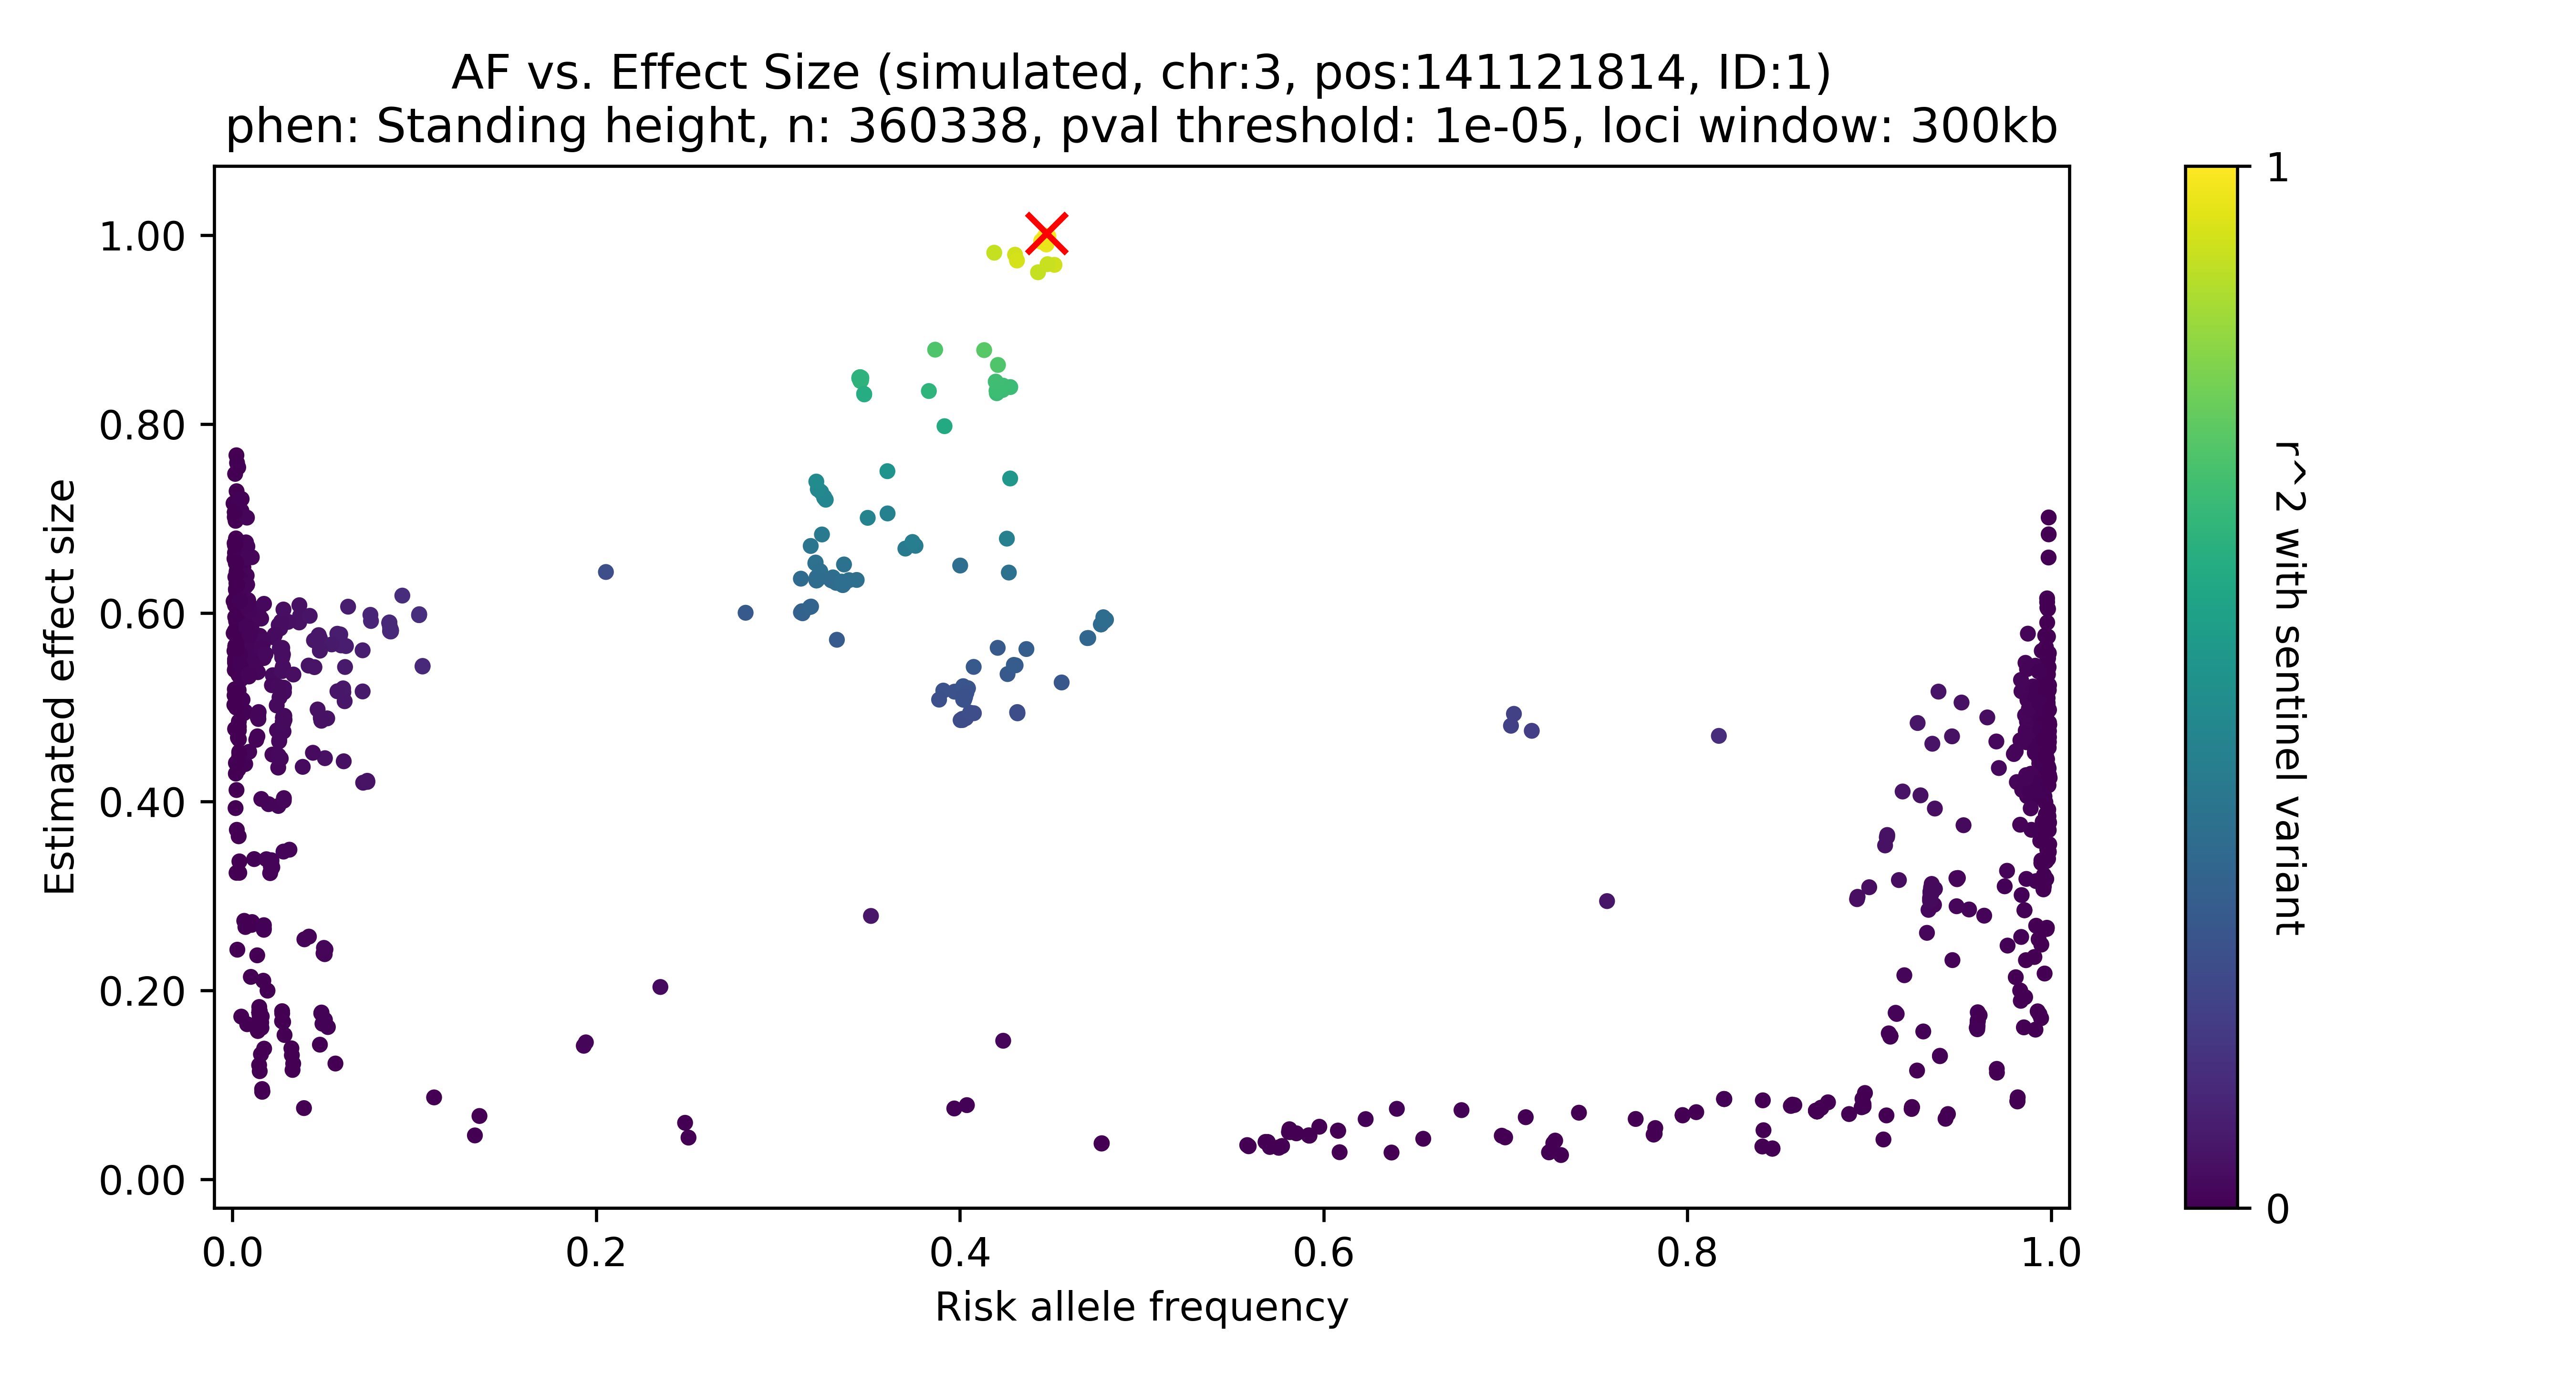 AF vs. Effect Size (simulated, chr:3, pos:141121814, ID:1)
phen: Standing height, n: 360338, pval threshold: 1e-05, loci window: 300kb
Estimated effect size
1.00
0.80
0.60
0.40
0.20
0.00
0.0
0.2
0.4
0.6
0.8
1.0
Risk allele frequency
1
0
r^2 with sentinel variant